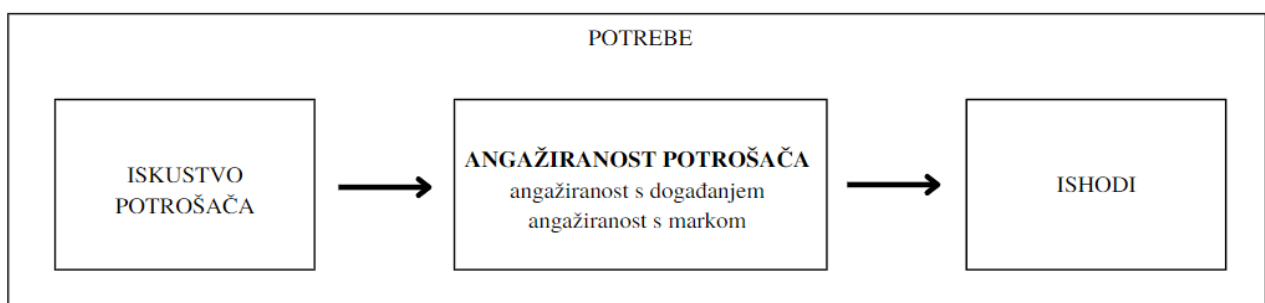 POTREBE
ISKUSTVO
POTROŠAČA
ANGAŽIRANOST POTROŠAČA
angažiranost s događanjem
angažiranost s markom
ISHODI